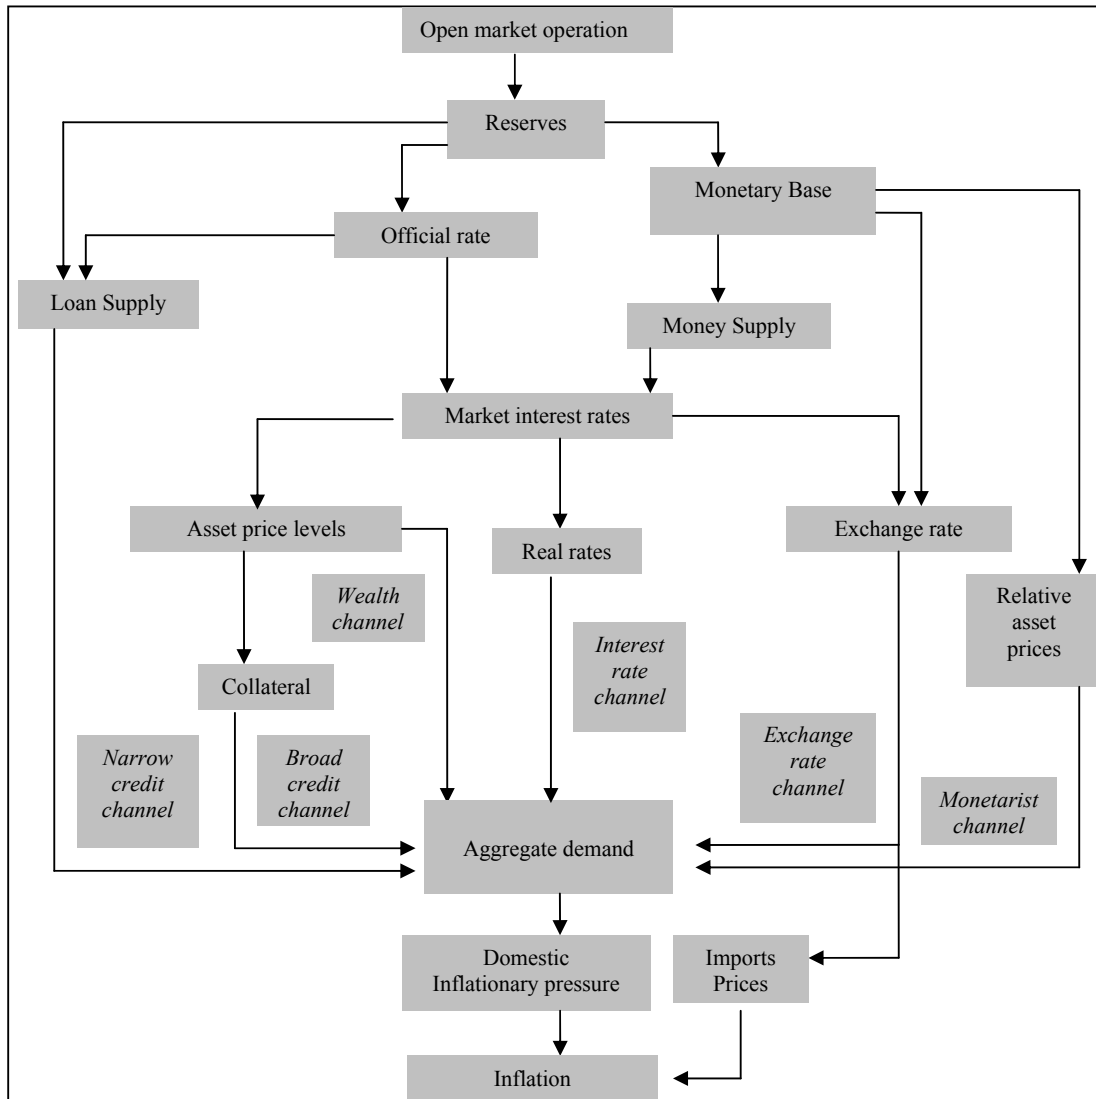 Open market operation
Reserves
Monetary Base
Official rate
Loan Supply
Money Supply
Market interest rates
Asset price levels
Real rates
Exchange rate
Wealth
channel
Relative
asset
prices
Interest
rate
channel
Collateral
Narrow
credit
channel
Broad
credit
channel
Exchange
rate
channel
Monetarist
channel
Aggregate demand
Domestic
Inflationary pressure
Imports
Prices
Inflation